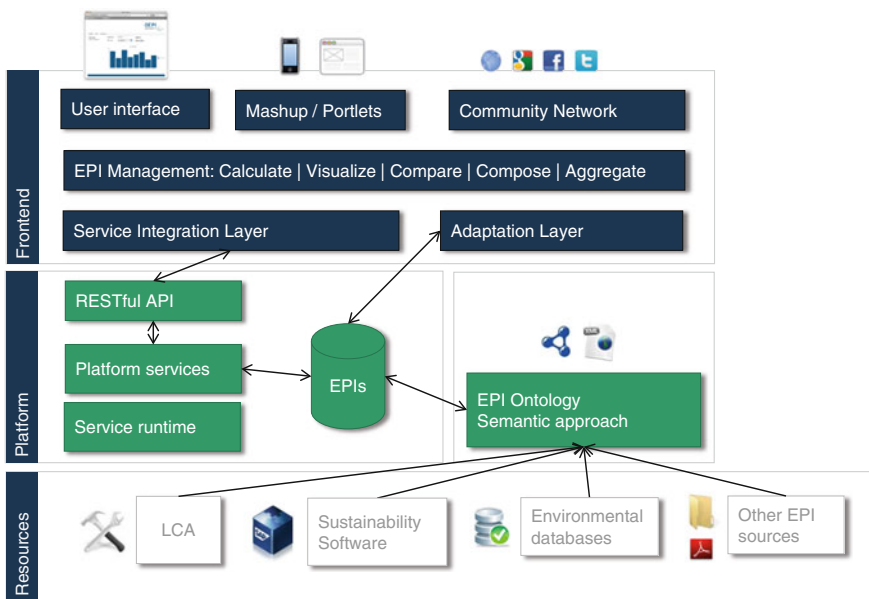 User interface
Mashup / Portlets
Community Network
EPI Management: Calculate | Visualize | Compare | Compose | Aggregate
Service Integration Layer
Adaptation Layer
Frontend
RESTful API
Platform services
Service runtime
EPIs
EPI Ontology
Semantic approach
Platform
LCA
Sustainability
Software
Environmental
databases
Other EPI
sources
Resources